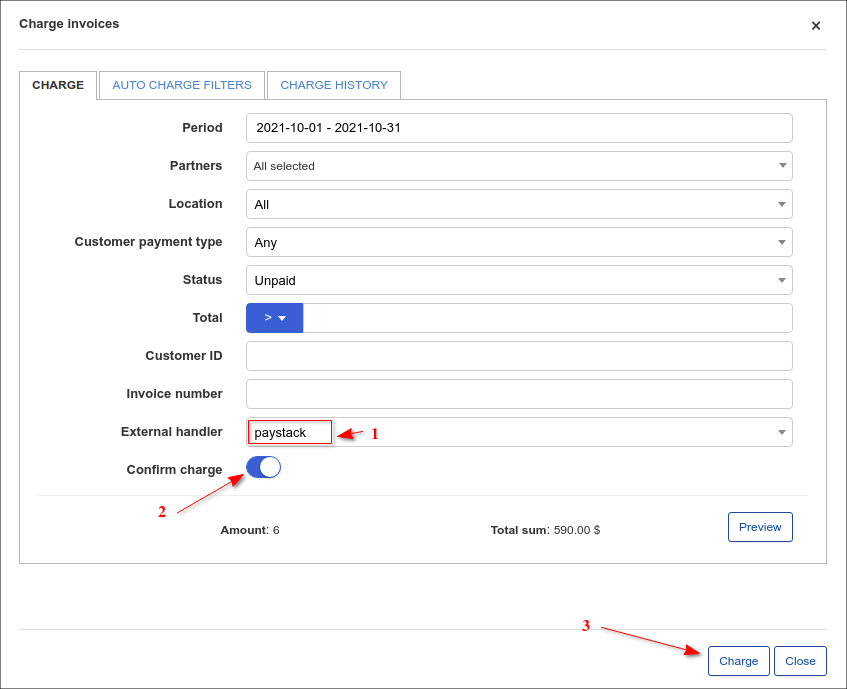 Charge invoices ×
CHARGE AUTO CHARGE FILTERS CHARGE HISTORY
Period 2021-10-01 - 2021-10-31
Partners All selected
Location All
Customer payment type Any
Status Unpaid
Total >
Customer ID
Invoice number
External handler paystack 1
Confirm charge
2
Amount: 6 Total sum: 590.00 $ Preview
3
Charge Close